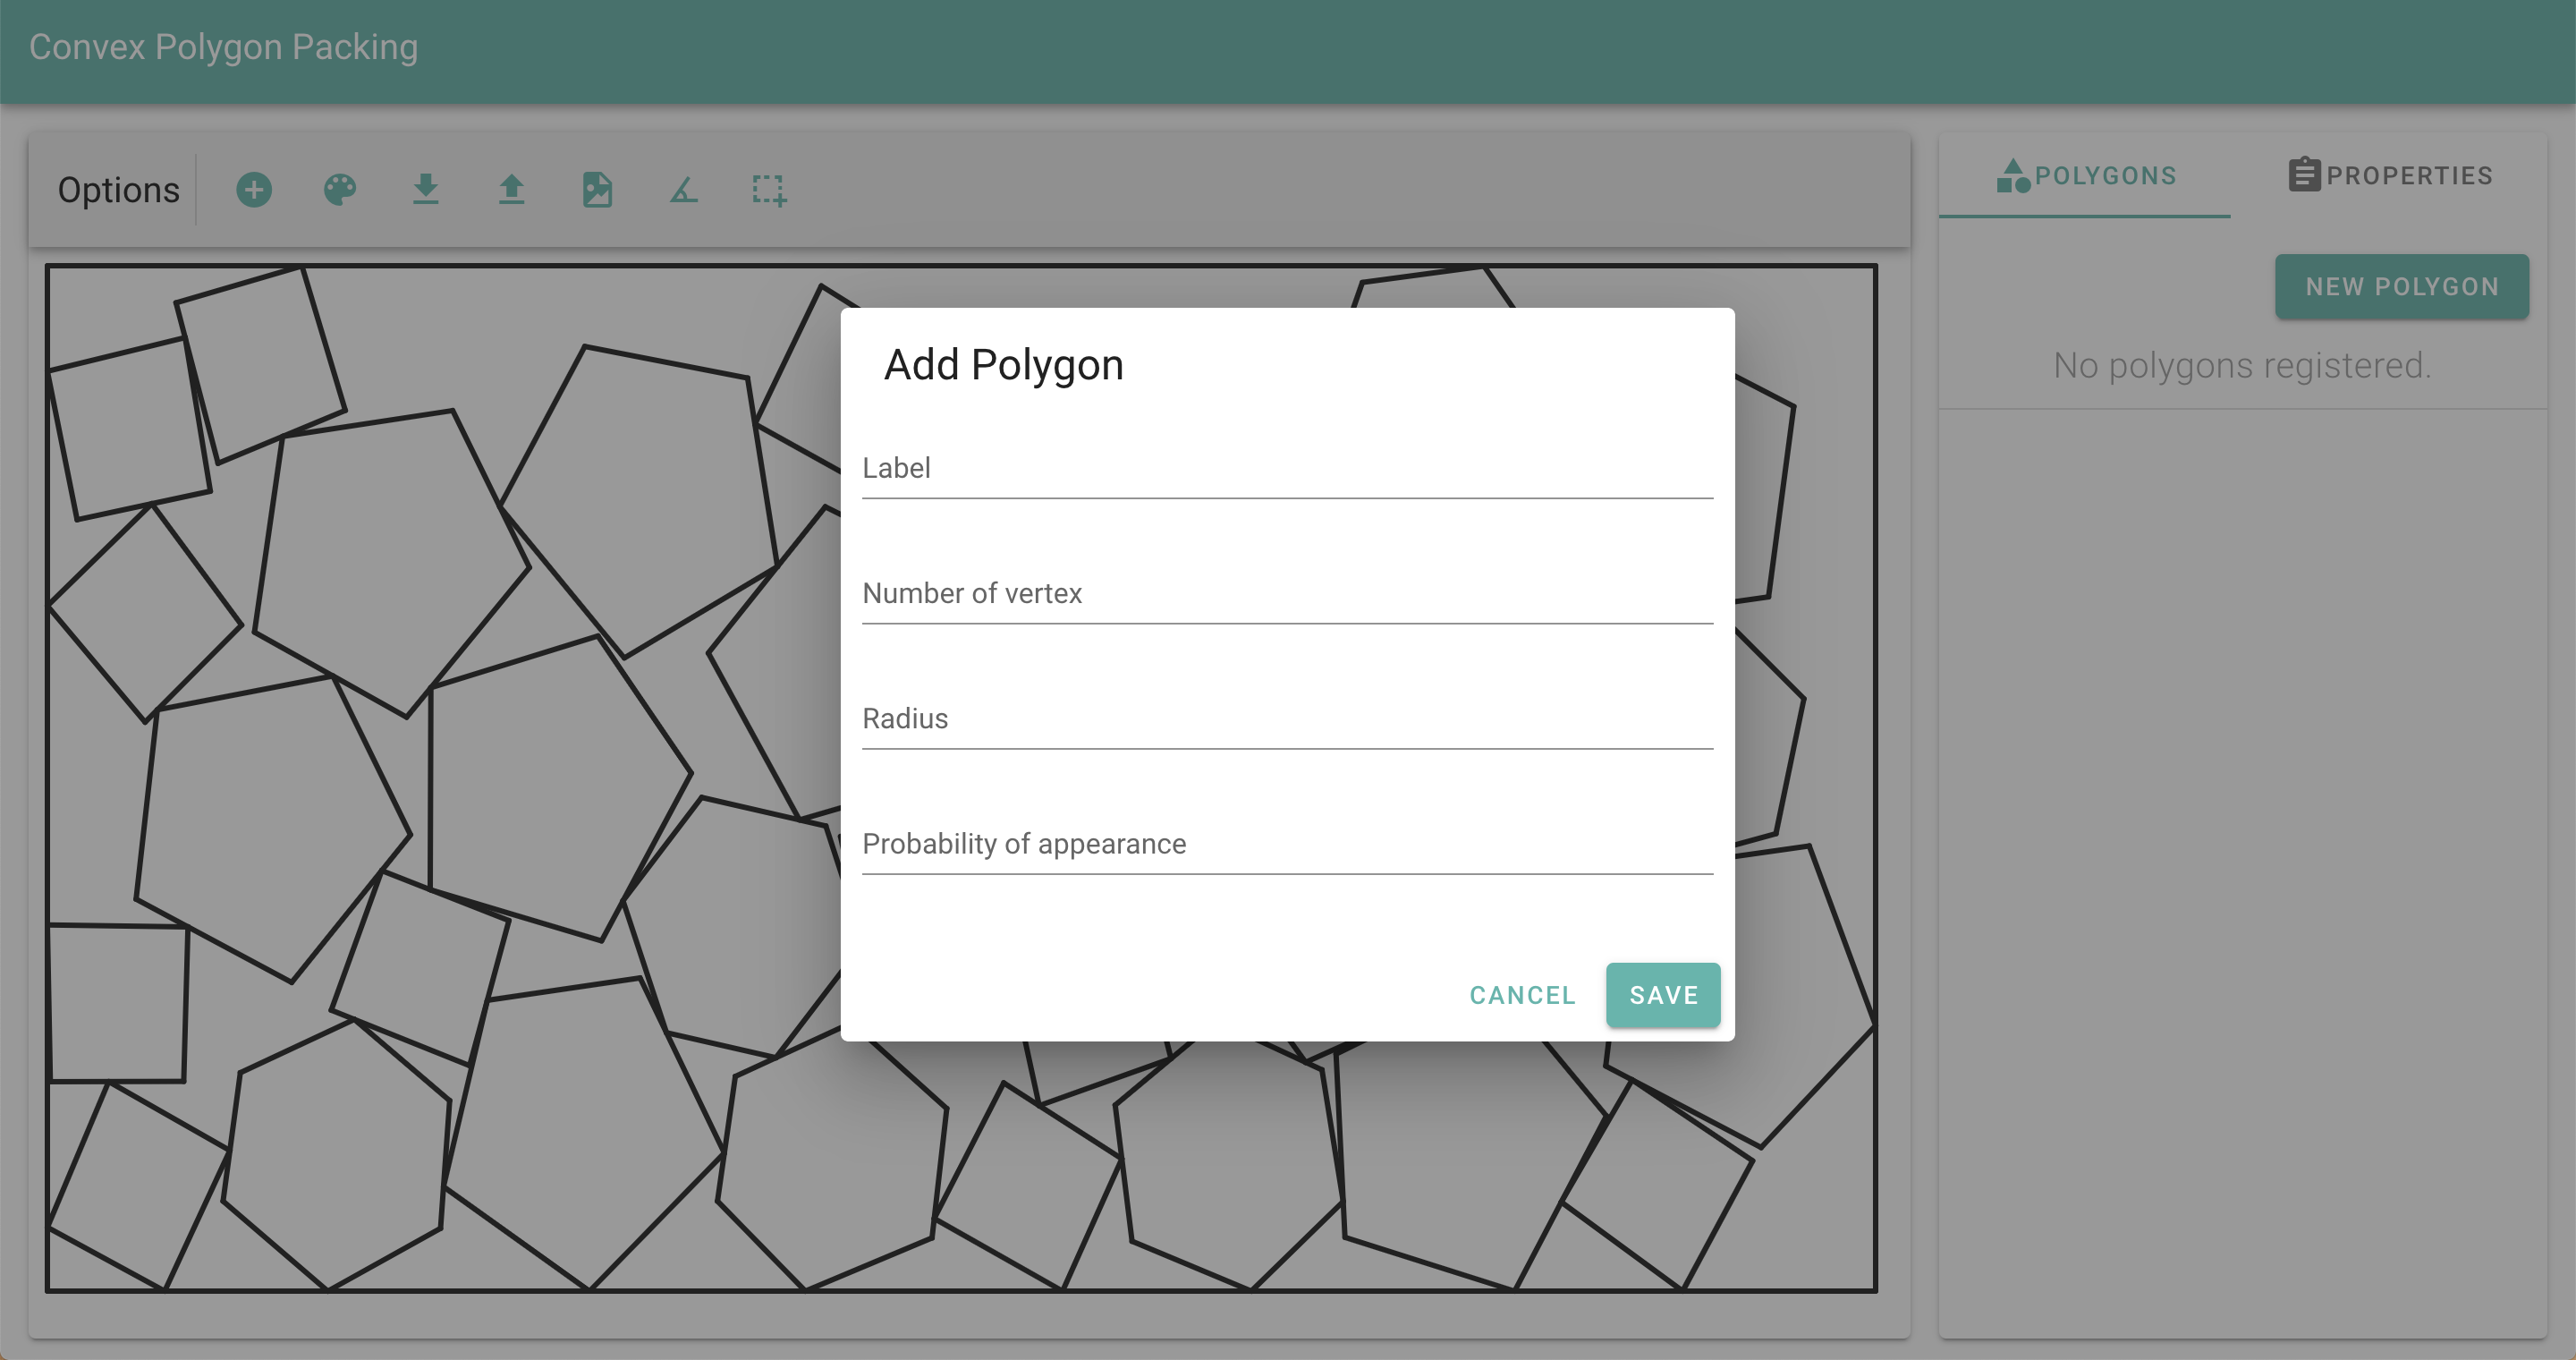 Convex Polygon Packing
Options
POLYGONS
PROPERTIES
NEW POLYGON
No polygons registered.
Add Polygon
Label
Number of vertex
Radius
Probability of appearance
CANCEL
SAVE